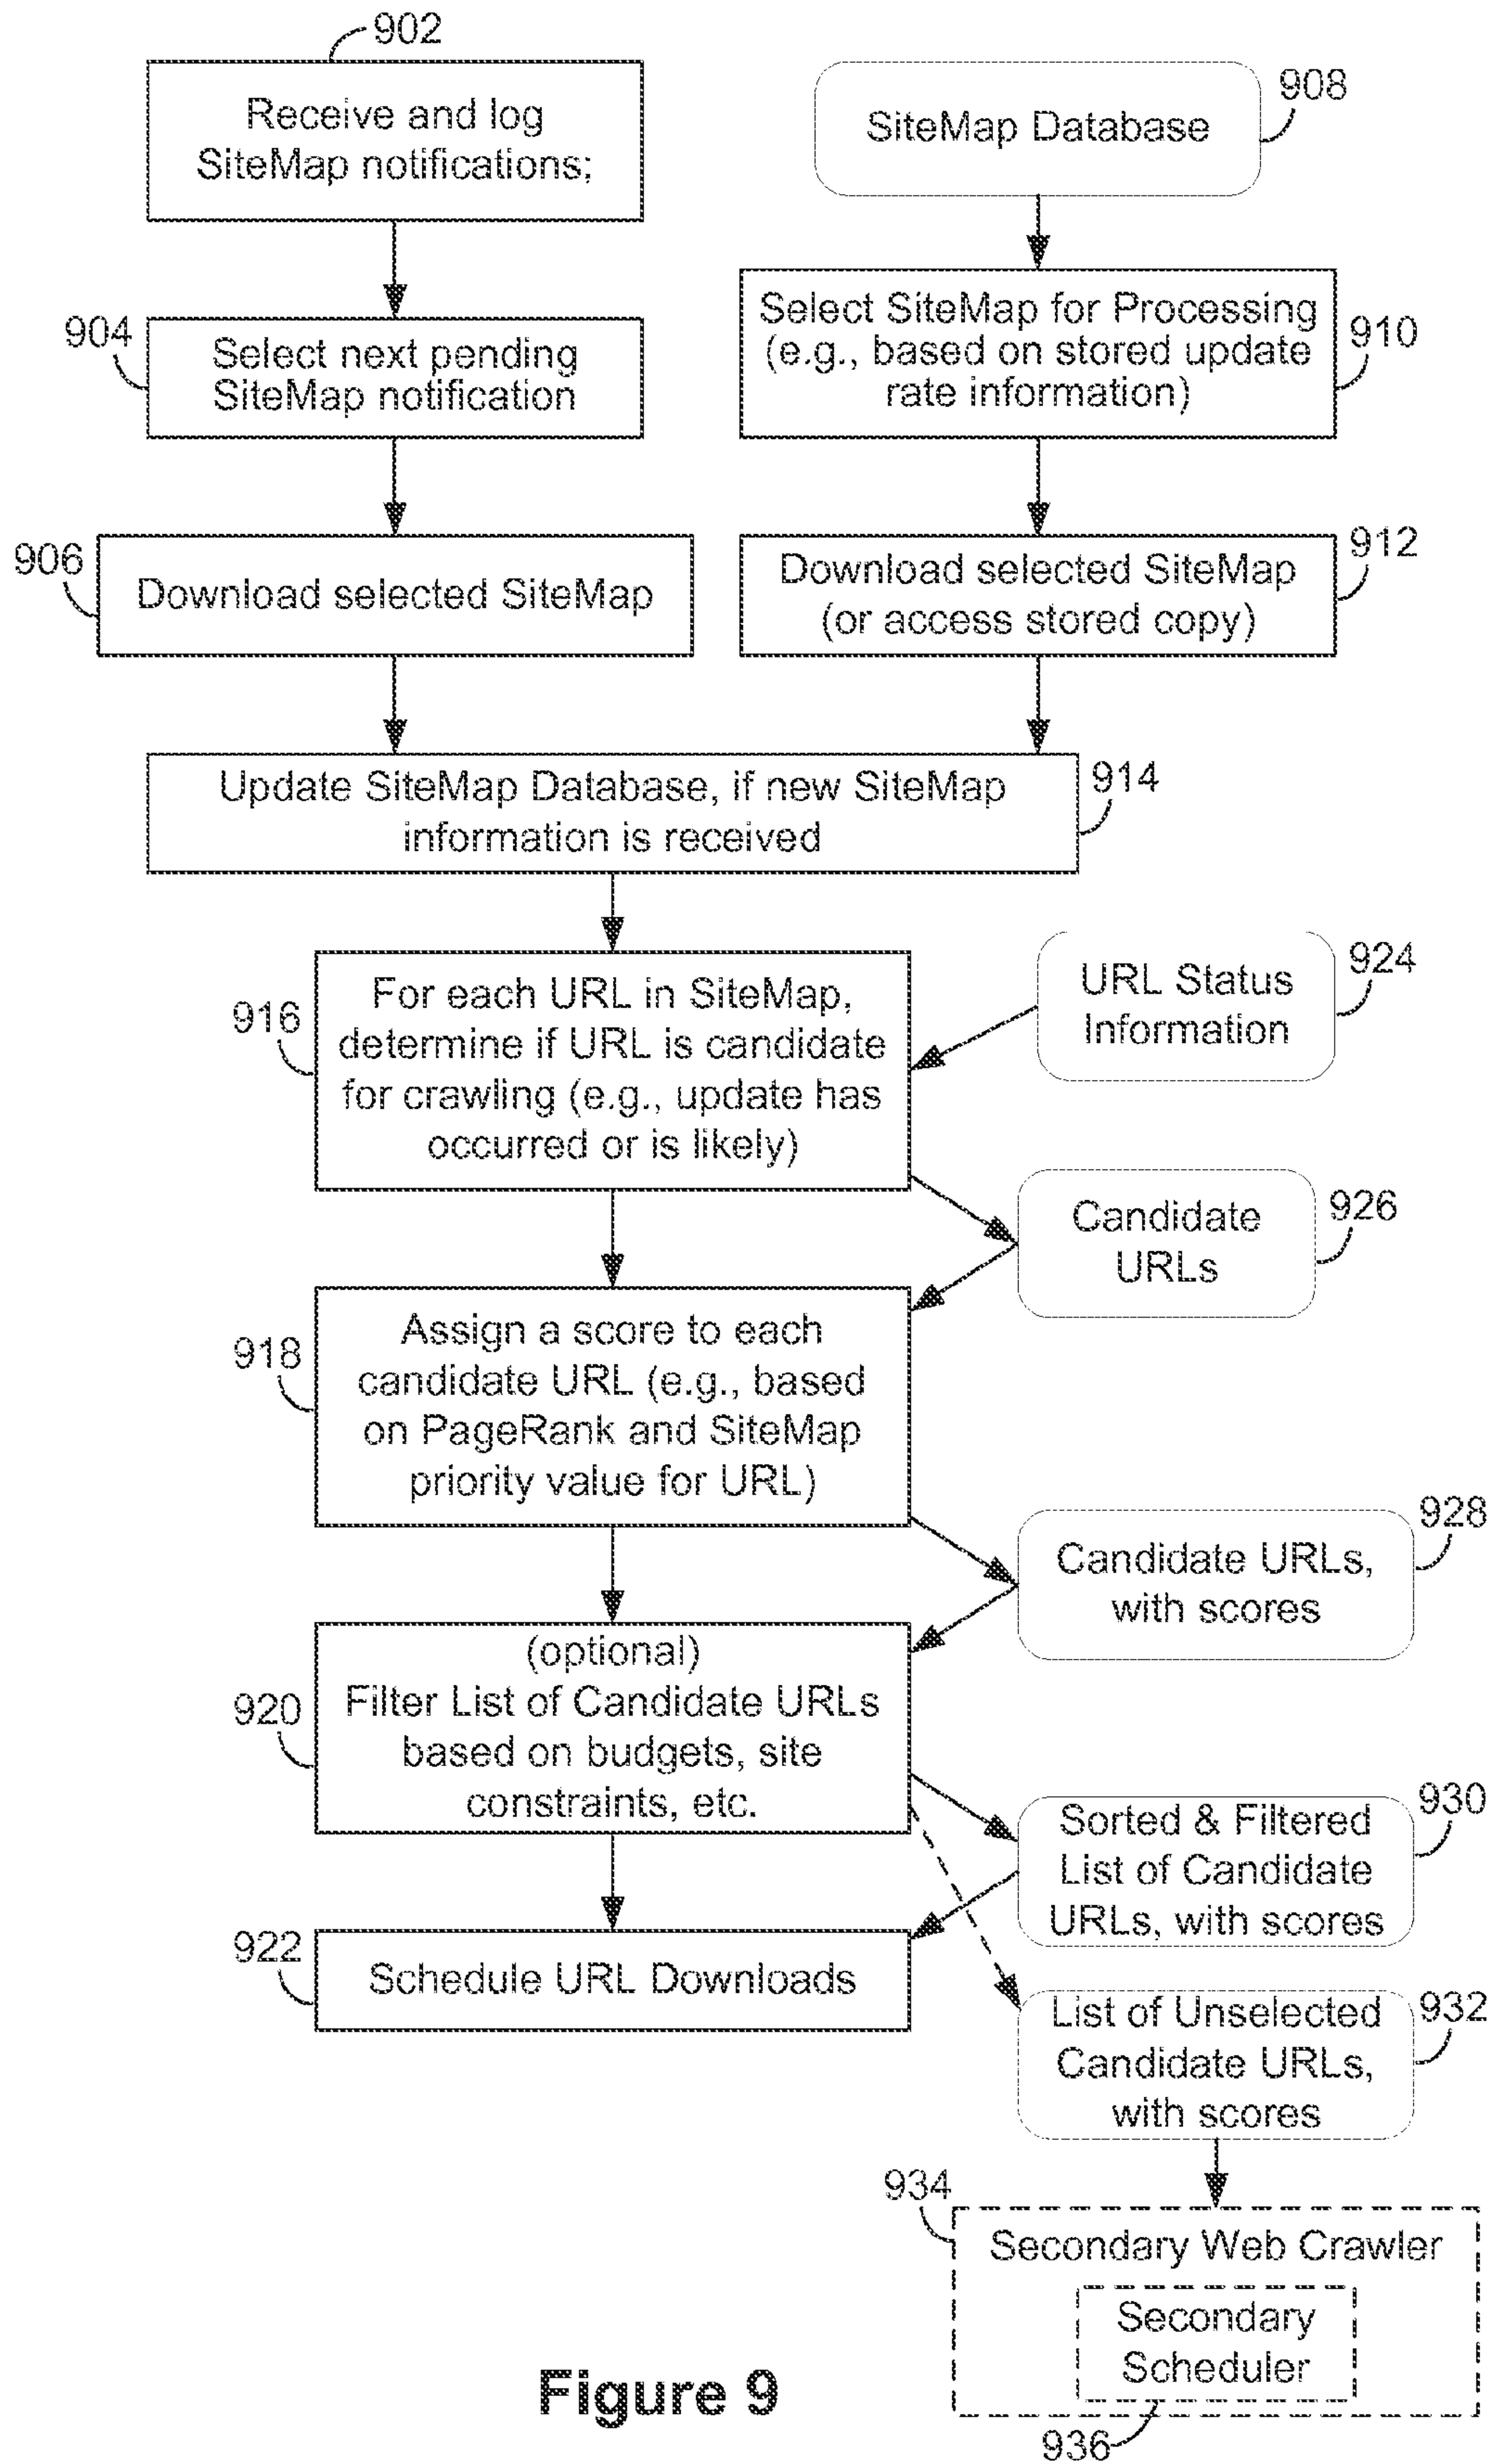 902
Receive and log
SiteMap notifications;
908
SiteMap Database
904
Select next pending
SiteMap notification
910
Select SiteMap for Processing
(e.g., based on stored update
rate information)
906
Download selected SiteMap
912
Download selected SiteMap
(or access stored copy)
914
Update SiteMap Database, if new SiteMap
information is received
916
For each URL in SiteMap,
determine if URL is candidate
for crawling (e.g., update has
occurred or is likely)
924
URL Status
Information
926
Candidate
URLs
918
Assign a score to each
candidate URL (e.g., based
on PageRank and SiteMap
priority value for URL)
928
Candidate URLs,
with scores
920
(optional)
Filter List of Candidate URLs
based on budgets, site
constraints, etc.
930
Sorted & Filtered
List of Candidate
URLs, with scores
922
Schedule URL Downloads
932
List of Unselected
Candidate URLs,
with scores
934
Secondary Web Crawler
Secondary
Scheduler
936
Figure 9